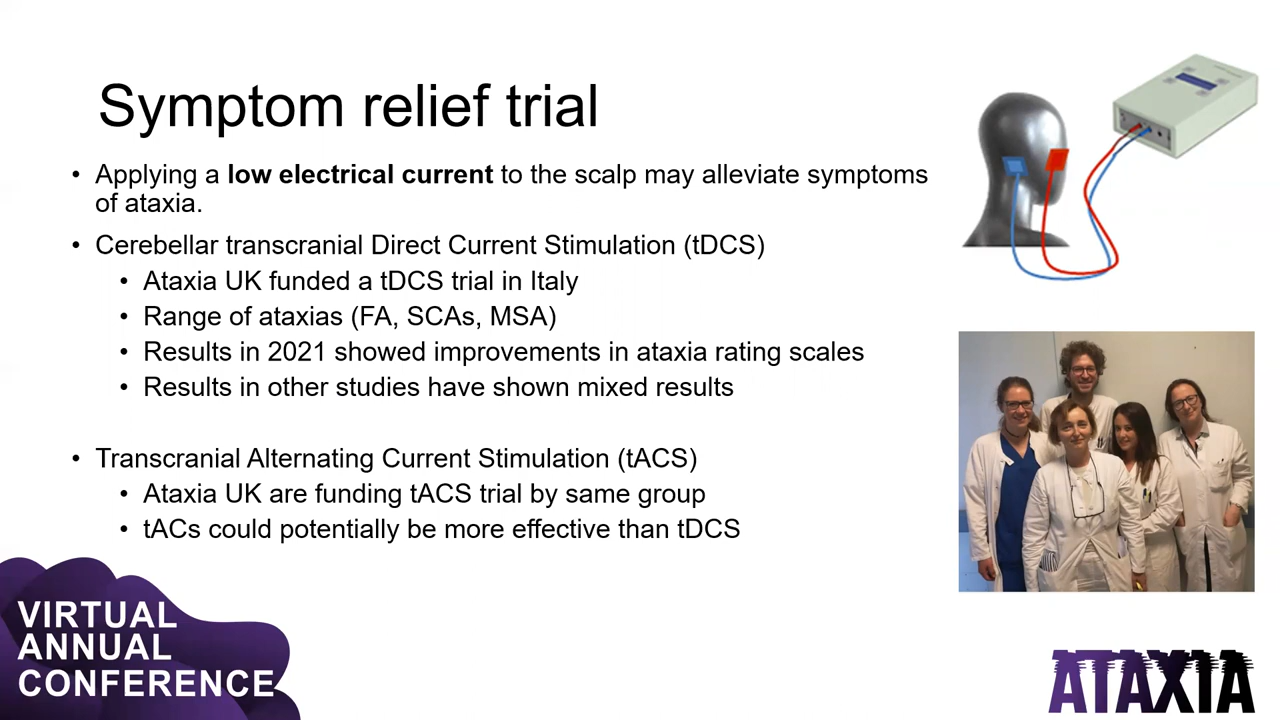 Symptom relief trial
• Applying a low electrical current to the scalp may alleviate symptoms
of ataxia.
• Cerebellar transcranial Direct Current Stimulation (tDCS)
• Ataxia UK funded a tDCS trial in Italy
• Range of ataxias (FA, SCAs, MSA)
• Results in 2021 showed improvements in ataxia rating scales
• Results in other studies have shown mixed results
• Transcranial Alternating Current Stimulation (tACS)
• Ataxia UK are funding tACS trial by same group
• tACs could potentially be more effective than tDCS
VIRTUAL
ANNUAL
CONFERENCE
ATAXIA